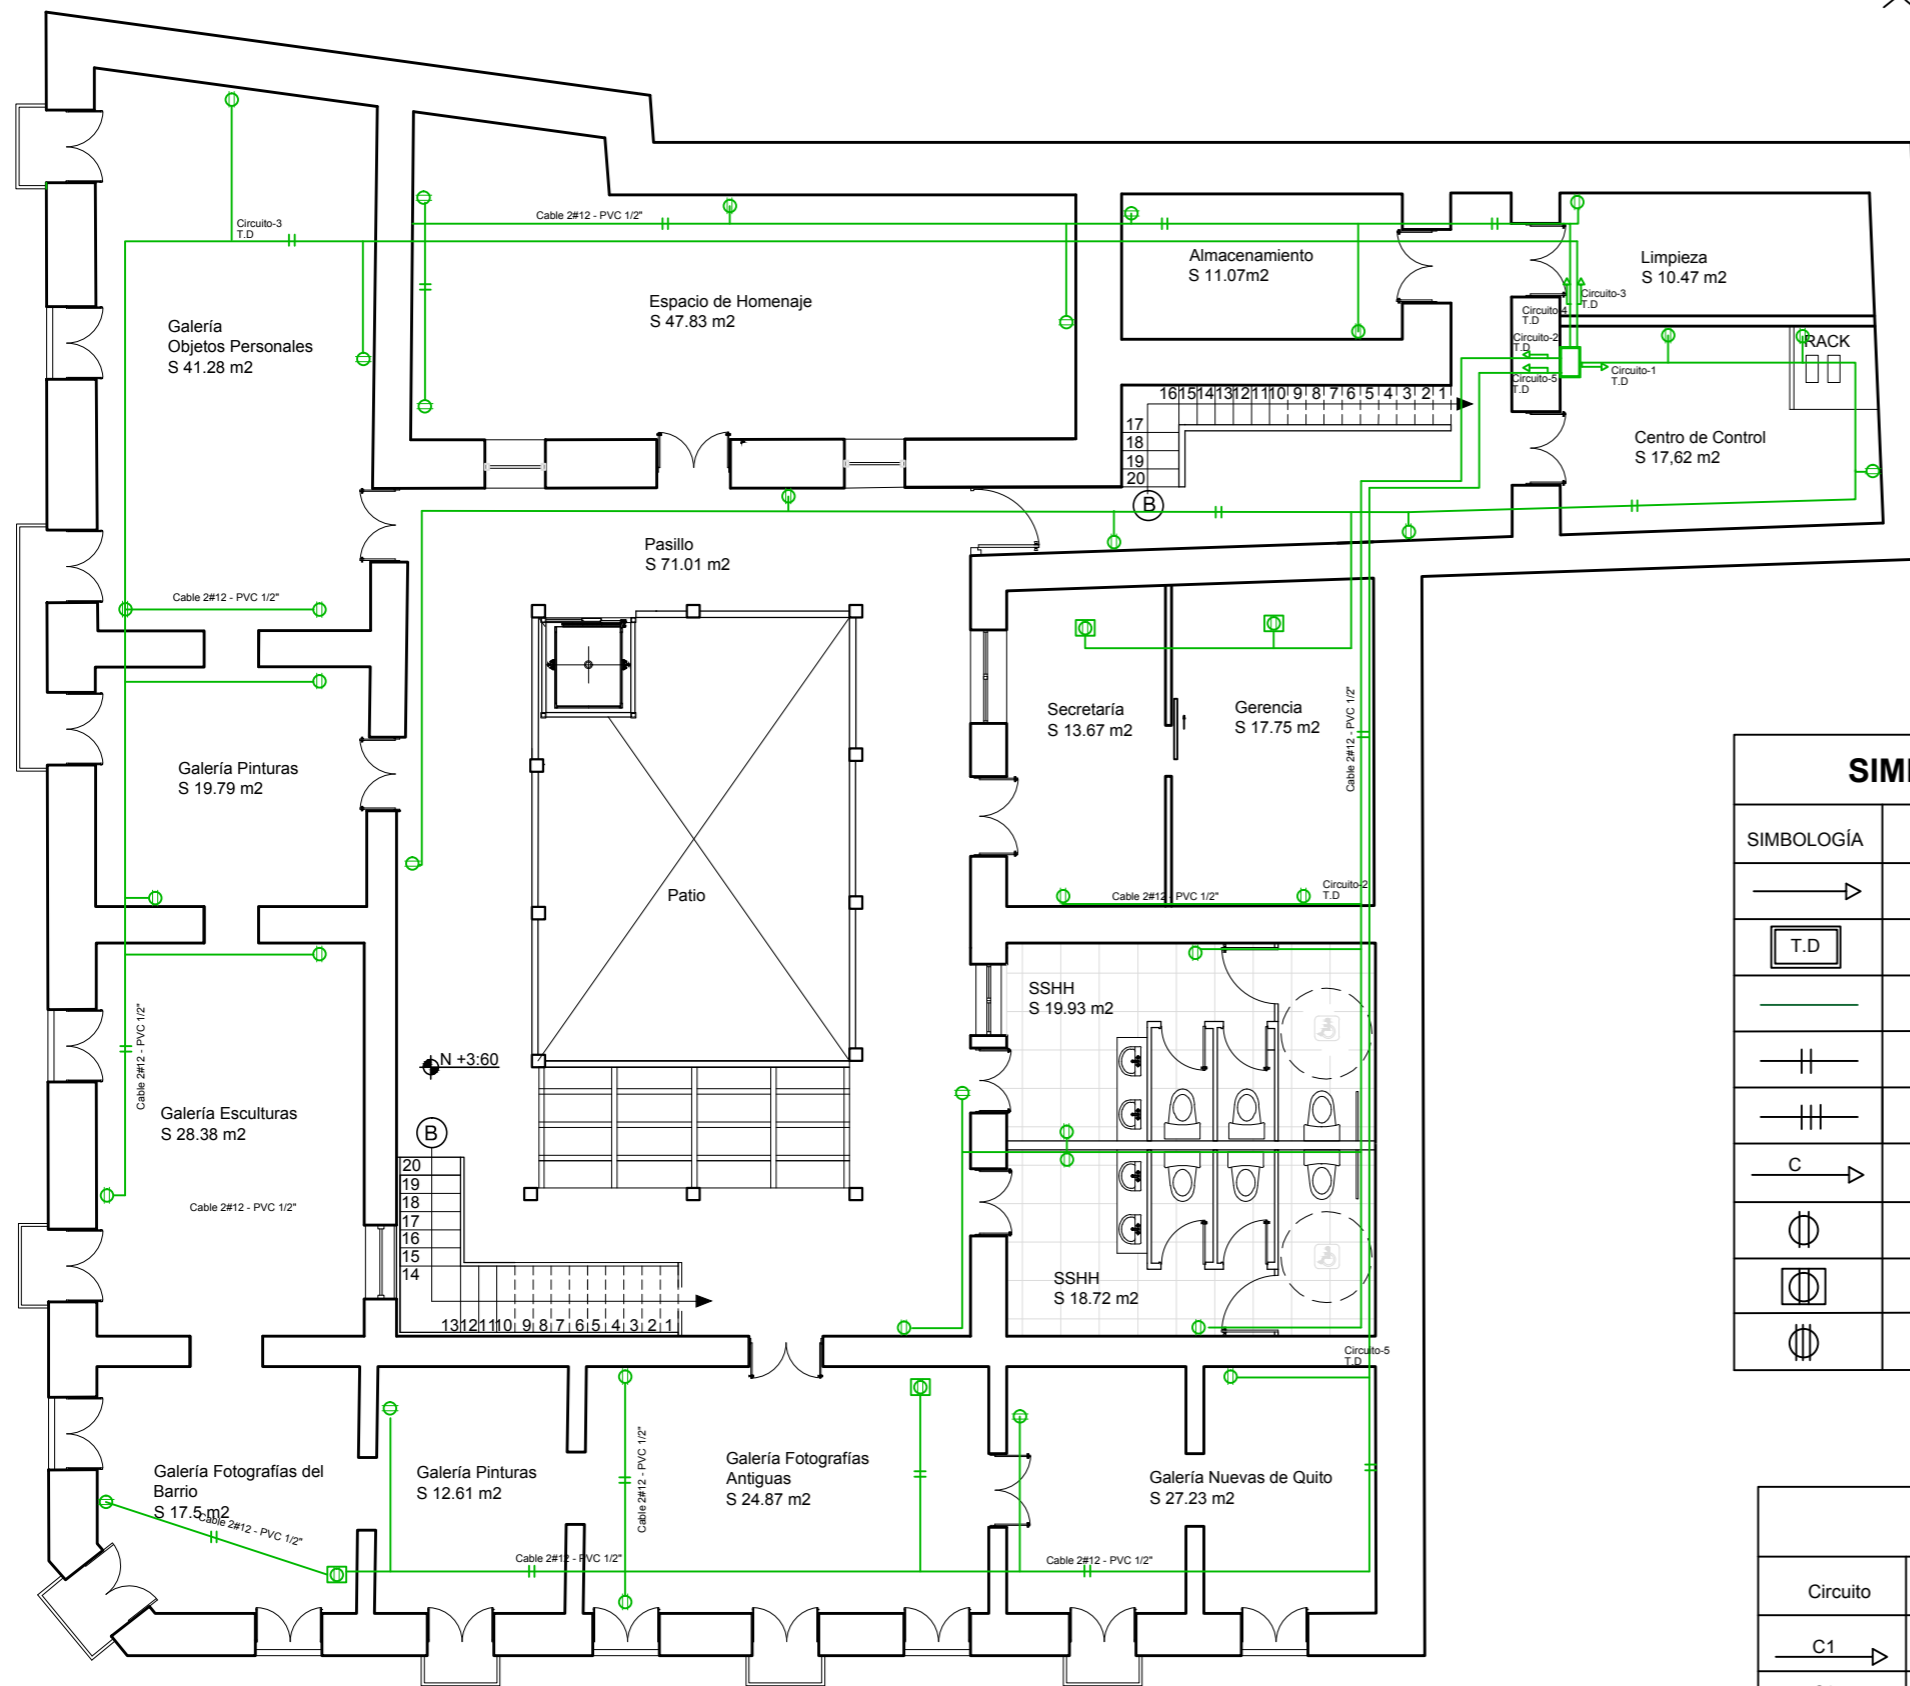 Circuito-3
T.D
Cable 2#12 - PVC 1/2"
Galería
Objetos Personales
S 41.28 m2
Espacio de Homenaje
S 47.83 m2
Almacenamiento
S 11.07m2
Limpieza
S 10.47 m2
Circuito-3
T.D
Circuito-4
T.D
Circuito-2
T.D
Circuito-5
T.D
Circuito-1
T.D
RACK
Centro de Control
S 17,62 m2
16 15 14 13 12 11 10 9 8 7 6 5 4 3 2 1
17
18
19
20
B
Pasillo
S 71.01 m2
Cable 2#12 - PVC 1/2"
Secretaría
S 13.67 m2
Gerencia
S 17.75 m2
Cable 2#12 - PVC 1/2"
Galería Pinturas
S 19.79 m2
Patio
Cable 2#12 - PVC 1/2"
Circuito-2
T.D
SSHH
S 19.93 m2
N +3:60
Cable 2#12 - PVC 1/2"
Galería Esculturas
S 28.38 m2
Cable 2#12 - PVC 1/2"
B
20
19
18
17
16
15
14
13 12 11 10 9 8 7 6 5 4 3 2 1
SSHH
S 18.72 m2
Circuito-5
T.D
Galería Fotografías del
Barrio
S 17.5 m2
Cable 2#12 - PVC 1/2"
Galería Pinturas
S 12.61 m2
Cable 2#12 - PVC 1/2"
Cable 2#12 - PVC 1/2"
Galería Fotografías
Antiguas
S 24.87 m2
Galería Nuevas de Quito
S 27.23 m2
Cable 2#12 - PVC 1/2"
SIMBOLOGÍA
T.D
C
Circuito
C1